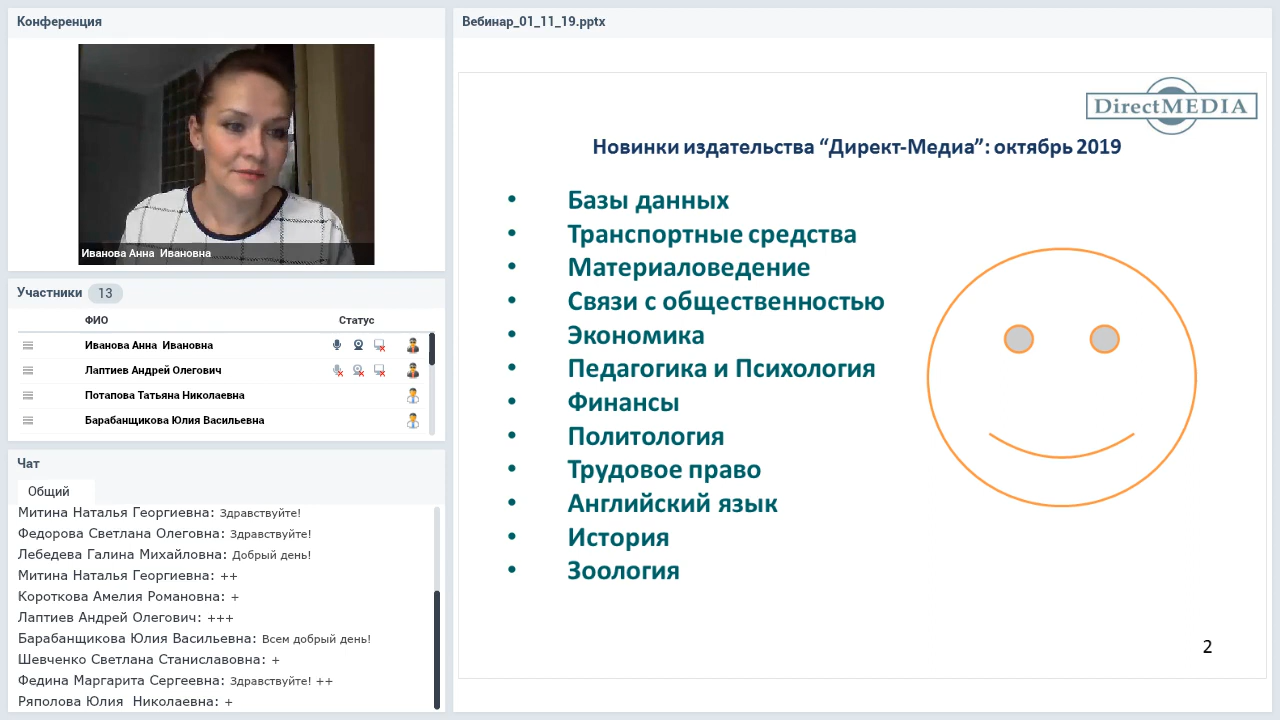 Конференция
Иванова Анна  Ивановна
Участники 13
ФИО Статус
Иванова Анна  Ивановна
Лаптиев Андрей Олегович
Потапова Татьяна Николаевна
Барабанщикова Юлия Васильевна
Чат
Общий
Митина Наталья Георгиевна: Здравствуйте!
Федорова Светлана Олеговна: Здравствуйте!
Лебедева Галина Михайловна: Добрый день!
Митина Наталья Георгиевна: ++
Короткова Амелия Романовна: +
Лаптиев Андрей Олегович: +++
Барабанщикова Юлия Васильевна: Всем добрый день!
Шевченко Светлана Станиславовна: +
Федина Маргарита Сергеевна: Здравствуйте! ++
Ряполова Юлия  Николаевна: +
Вебинар_01_11_19.pptx
DirectMEDIA
Новинки издательства “Директ-Медиа”: октябрь 2019
• Базы данных
• Транспортные средства
• Материаловедение
• Связи с общественностью
• Экономика
• Педагогика и Психология
• Финансы
• Политология
• Трудовое право
• Английский язык
• История
• Зоология
2